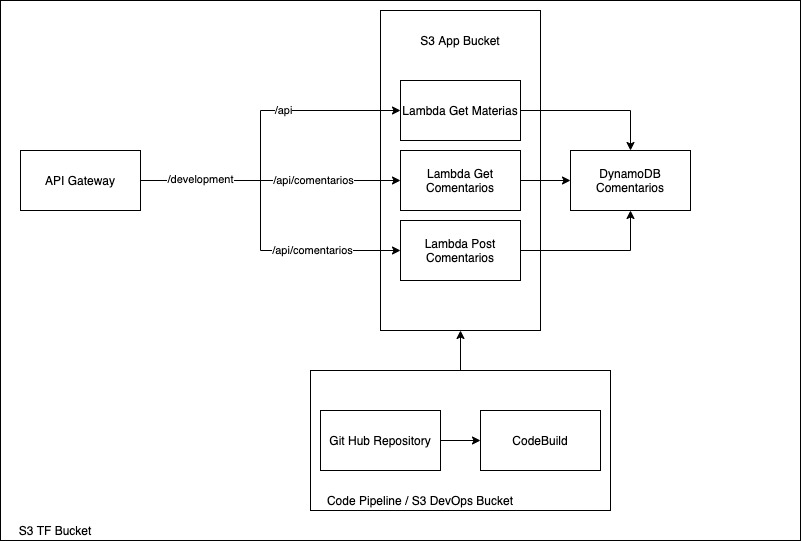 S3 App Bucket
/api
Lambda Get Materias
API Gateway
/development
/api/comentarios
Lambda Get
Comentarios
DynamoDB
Comentarios
/api/comentarios
Lambda Post
Comentarios
Git Hub Repository
CodeBuild
Code Pipeline / S3 DevOps Bucket
S3 TF Bucket